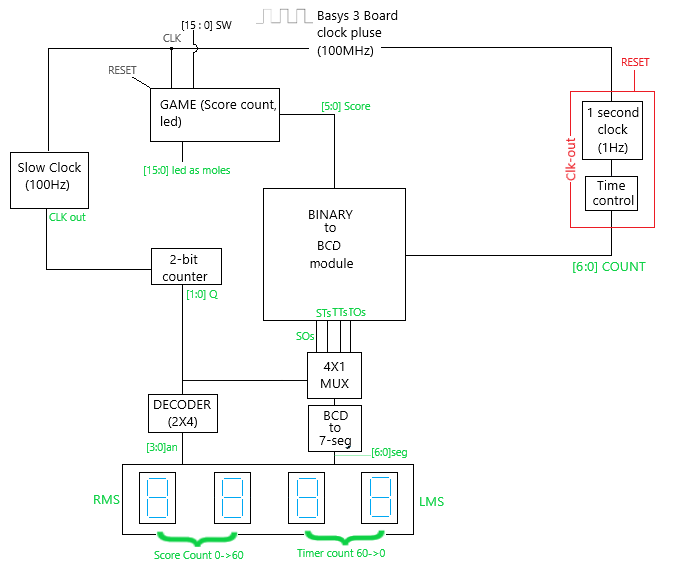 Basys 3 Board
clock pluse
(100MHz)
[15 : 0] SW
CLK
RESET
RESET
GAME (Score count,
led)
[5:0] Score
[15:0] led as moles
1 second
clock
(1Hz)
Clk-out
Time
control
Slow Clock
(100Hz)
CLK out
BINARY
to
BCD
module
[6:0] COUNT
2-bit
counter
[1:0] Q
STs TTs TOs
SOs
4X1
MUX
DECODER
(2X4)
BCD
to
7-seg
[3:0]an
[6:0]seg
RMS
LMS
Score Count 0->60
Timer count 60->0